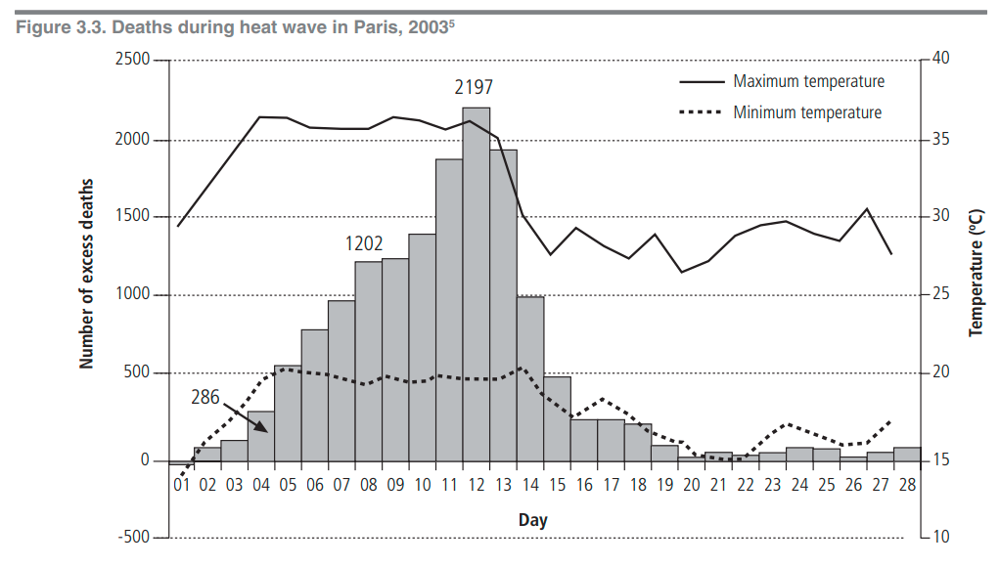 Figure 3.3. Deaths during heat wave in Paris, 2003⁵
2500
2000
1500
1000
500
0
-500
Number of excess deaths
2197
1202
286
Maximum temperature
Minimum temperature
40
35
30
25
20
15
10
Temperature (ºC)
01 02 03 04 05 06 07 08 09 10 11 12 13 14 15 16 17 18 19 20 21 22 23 24 25 26 27 28
Day